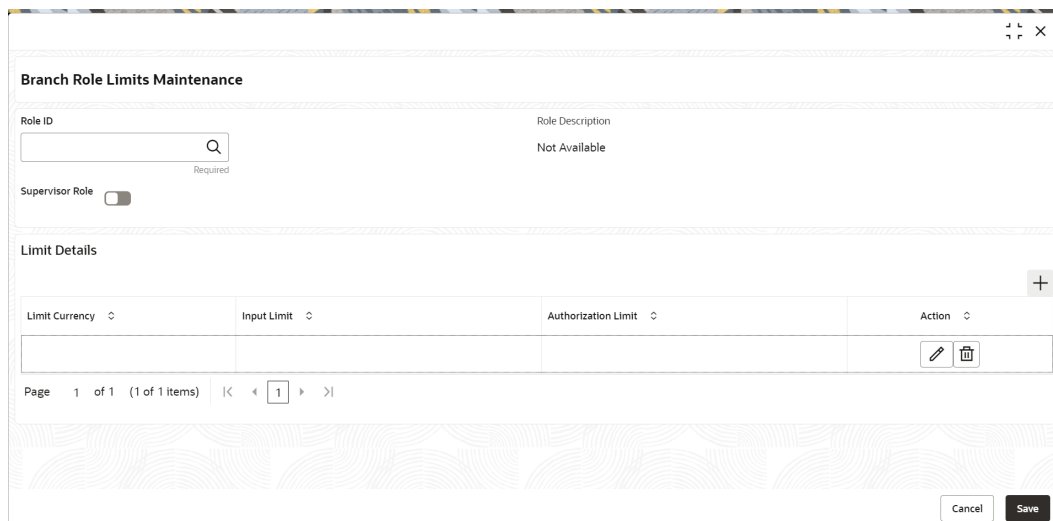 Branch Role Limits Maintenance
Role ID
Role Description
Not Available
Required
Supervisor Role
Limit Details
Limit Currency Input Limit Authorization Limit Action
Page 1 of 1 (1 of 1 items) 1
Cancel Save